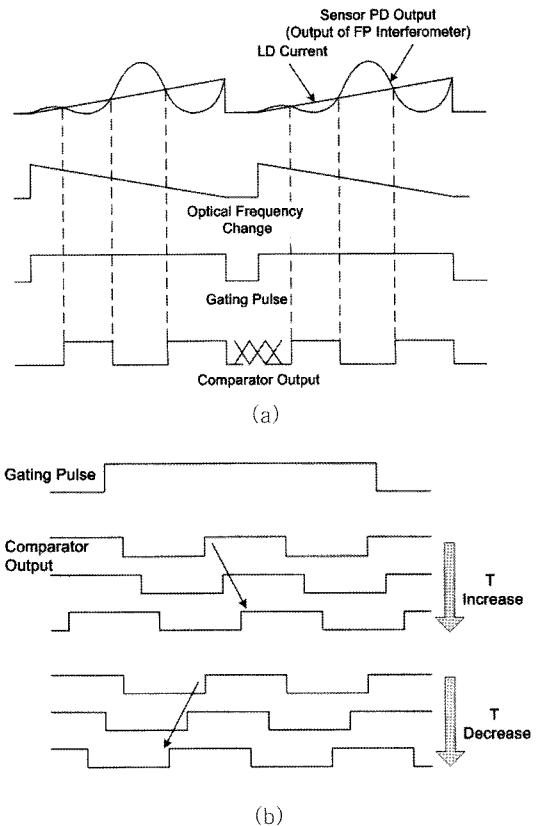 Sensor PD Output
(Output of FP Interferometer)
LD Current
Optical Frequency
Change
Gating Pulse
Comparator Output
(a)
Gating Pulse
Comparator
Output
T
Increase
T
Decrease
(b)